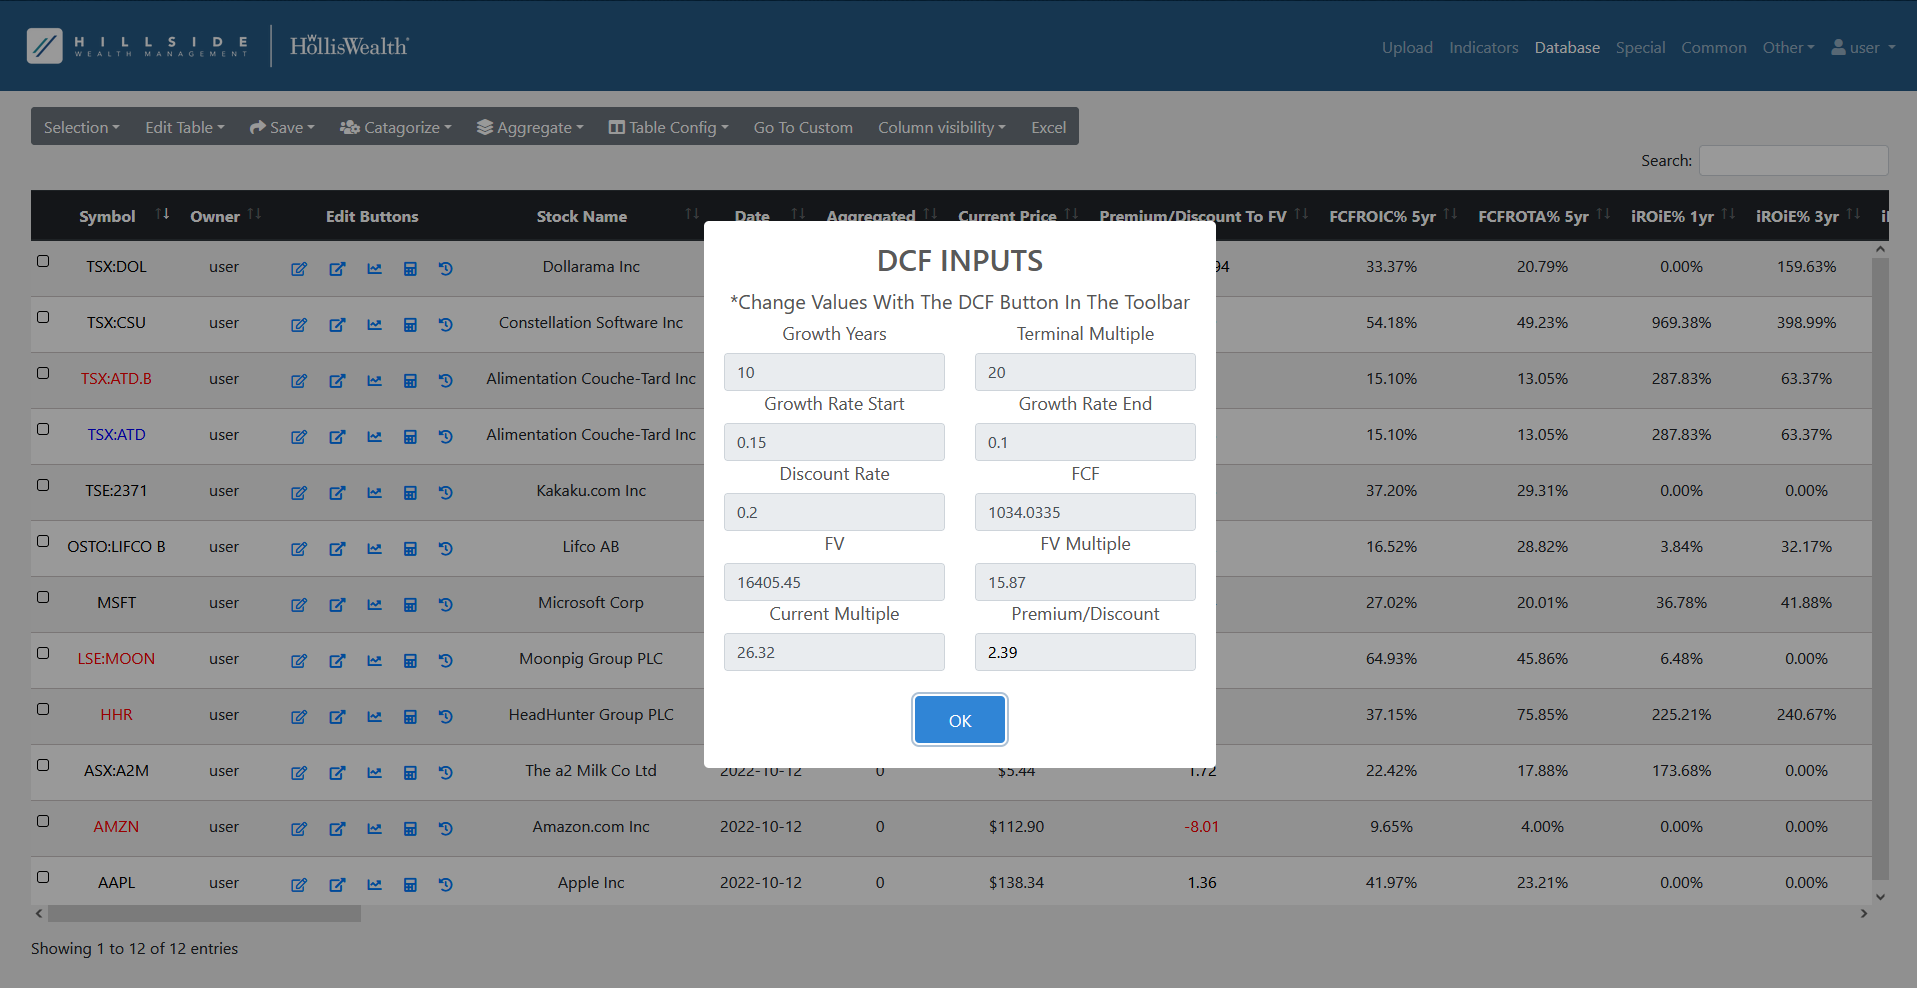 HILLSIDE
WEALTH MANAGEMENT
HollisWealth
Upload Indicators Database Special Common Other user
Selection Edit Table Save Catagorize Aggregate Table Config Go To Custom Column visibility Excel
Search:
Symbol Owner Edit Buttons Stock Name Date Aggregated Current Price Premium/Discount To FV FCFROIC% 5yr FCFROTA% 5yr iROiE% 1yr iROiE% 3yr
DCF INPUTS
*Change Values With The DCF Button In The Toolbar
Growth Years Terminal Multiple
10 20
Growth Rate Start Growth Rate End
0.15 0.1
Discount Rate FCF
0.2 1034.0335
FV FV Multiple
16405.45 15.87
Current Multiple Premium/Discount
26.32 2.39
OK
TSX:DOL user Dollarama Inc 94 33.37% 20.79% 0.00% 159.63%
TSX:CSU user Constellation Software Inc 54.18% 49.23% 969.38% 398.99%
TSX:ATD.B user Alimentation Couche-Tard Inc 15.10% 13.05% 287.83% 63.37%
TSX:ATD user Alimentation Couche-Tard Inc 15.10% 13.05% 287.83% 63.37%
TSE:2371 user Kakaku.com Inc 37.20% 29.31% 0.00% 0.00%
OSTO:LIFCO B user Lifco AB 16.52% 28.82% 3.84% 32.17%
MSFT user Microsoft Corp 27.02% 20.01% 36.78% 41.88%
LSE:MOON user Moonpig Group PLC 64.93% 45.86% 6.48% 0.00%
HHR user HeadHunter Group PLC 37.15% 75.85% 225.21% 240.67%
ASX:A2M user The a2 Milk Co Ltd 2022-10-12 0 $5.44 1.72 22.42% 17.88% 173.68% 0.00%
AMZN user Amazon.com Inc 2022-10-12 0 $112.90 -8.01 9.65% 4.00% 0.00% 0.00%
AAPL user Apple Inc 2022-10-12 0 $138.34 1.36 41.97% 23.21% 0.00% 0.00%
Showing 1 to 12 of 12 entries